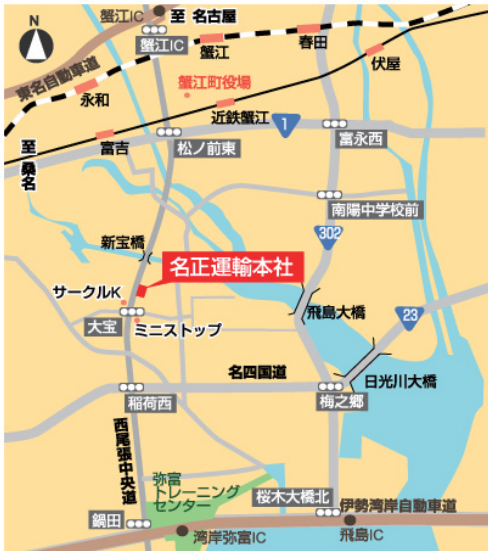 至 名古屋
蟹江IC
N
蟹江IC
蟹江
春田
伏屋
東名自動車道
永和
蟹江町役場
近鉄蟹江
1
富吉
松ノ前東
富永西
至 桑名
南陽中学校前
302
新宝橋
名正運輸本社
サークルK
大宝
ミニストップ
飛島大橋
23
名四国道
日光川大橋
稲荷西
梅之郷
西尾張中央道
弥富
トレーニング
センター
桜木大橋北
伊勢湾岸自動車道
鍋田
湾岸弥富IC
飛島IC